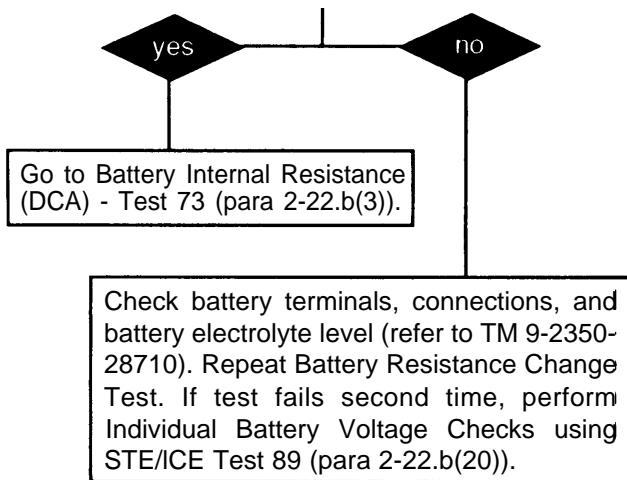 yes
no
Go to Battery Internal Resistance
(DCA) - Test 73 (para 2-22.b(3)).
Check battery terminals, connections, and
battery electrolyte level (refer to TM 9-2350-
28710). Repeat Battery Resistance Change
Test. If test fails second time, perform
Individual Battery Voltage Checks using
STE/ICE Test 89 (para 2-22.b(20)).